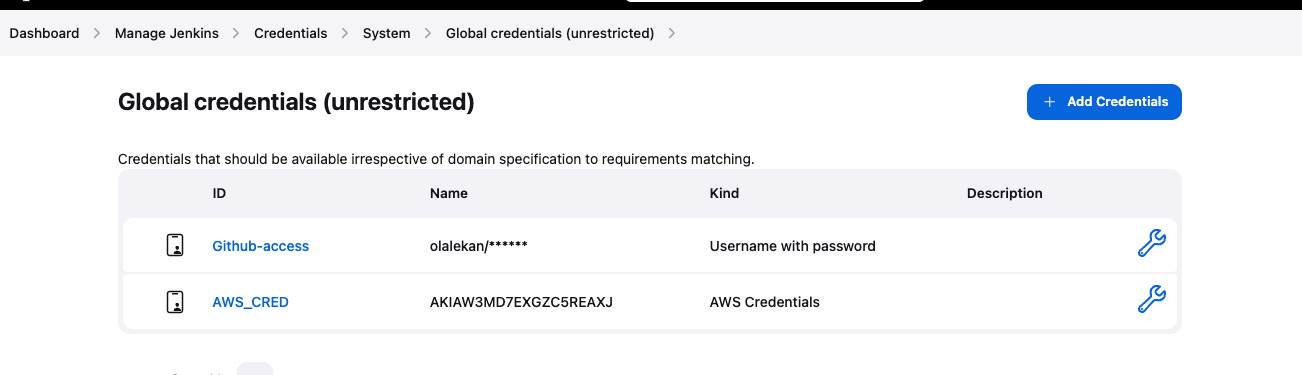 Dashboard > Manage Jenkins > Credentials > System > Global credentials (unrestricted) >
Global credentials (unrestricted)
+ Add Credentials
Credentials that should be available irrespective of domain specification to requirements matching.
ID Name Kind Description
Github-access olalekan/****** Username with password
AWS_CRED AKIAW3MD7EXGZC5REAXJ AWS Credentials